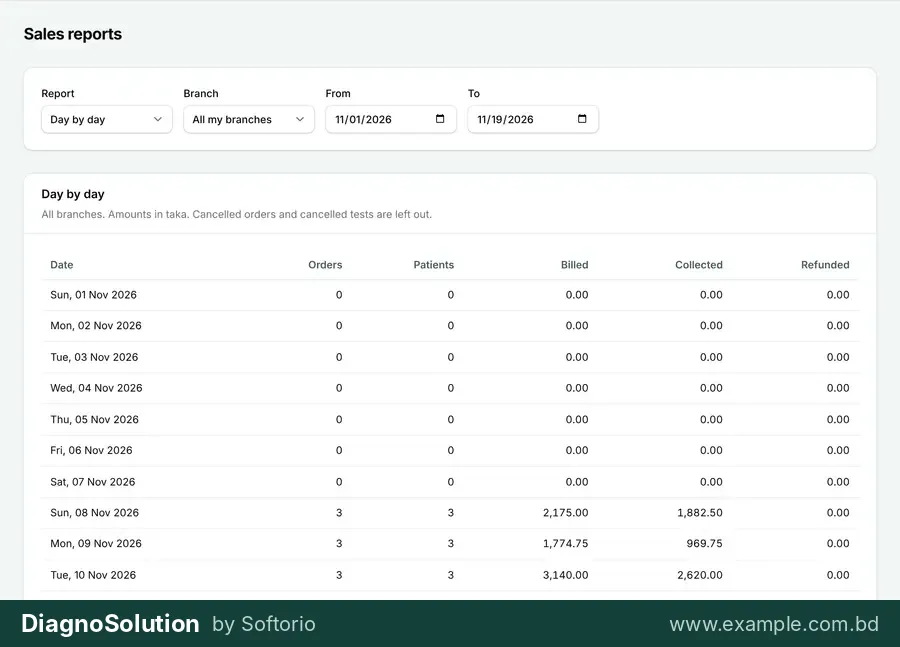 Sales reports
Report Branch From To
Day by day All my branches 11/01/2026 11/19/2026
Day by day
All branches. Amounts in taka. Cancelled orders and cancelled tests are left out.
Date Orders Patients Billed Collected Refunded
Sun, 01 Nov 2026 0 0 0.00 0.00 0.00
Mon, 02 Nov 2026 0 0 0.00 0.00 0.00
Tue, 03 Nov 2026 0 0 0.00 0.00 0.00
Wed, 04 Nov 2026 0 0 0.00 0.00 0.00
Thu, 05 Nov 2026 0 0 0.00 0.00 0.00
Fri, 06 Nov 2026 0 0 0.00 0.00 0.00
Sat, 07 Nov 2026 0 0 0.00 0.00 0.00
Sun, 08 Nov 2026 3 3 2,175.00 1,882.50 0.00
Mon, 09 Nov 2026 3 3 1,774.75 969.75 0.00
Tue, 10 Nov 2026 3 3 3,140.00 2,620.00 0.00
DiagnoSolution by Softorio www.example.com.bd